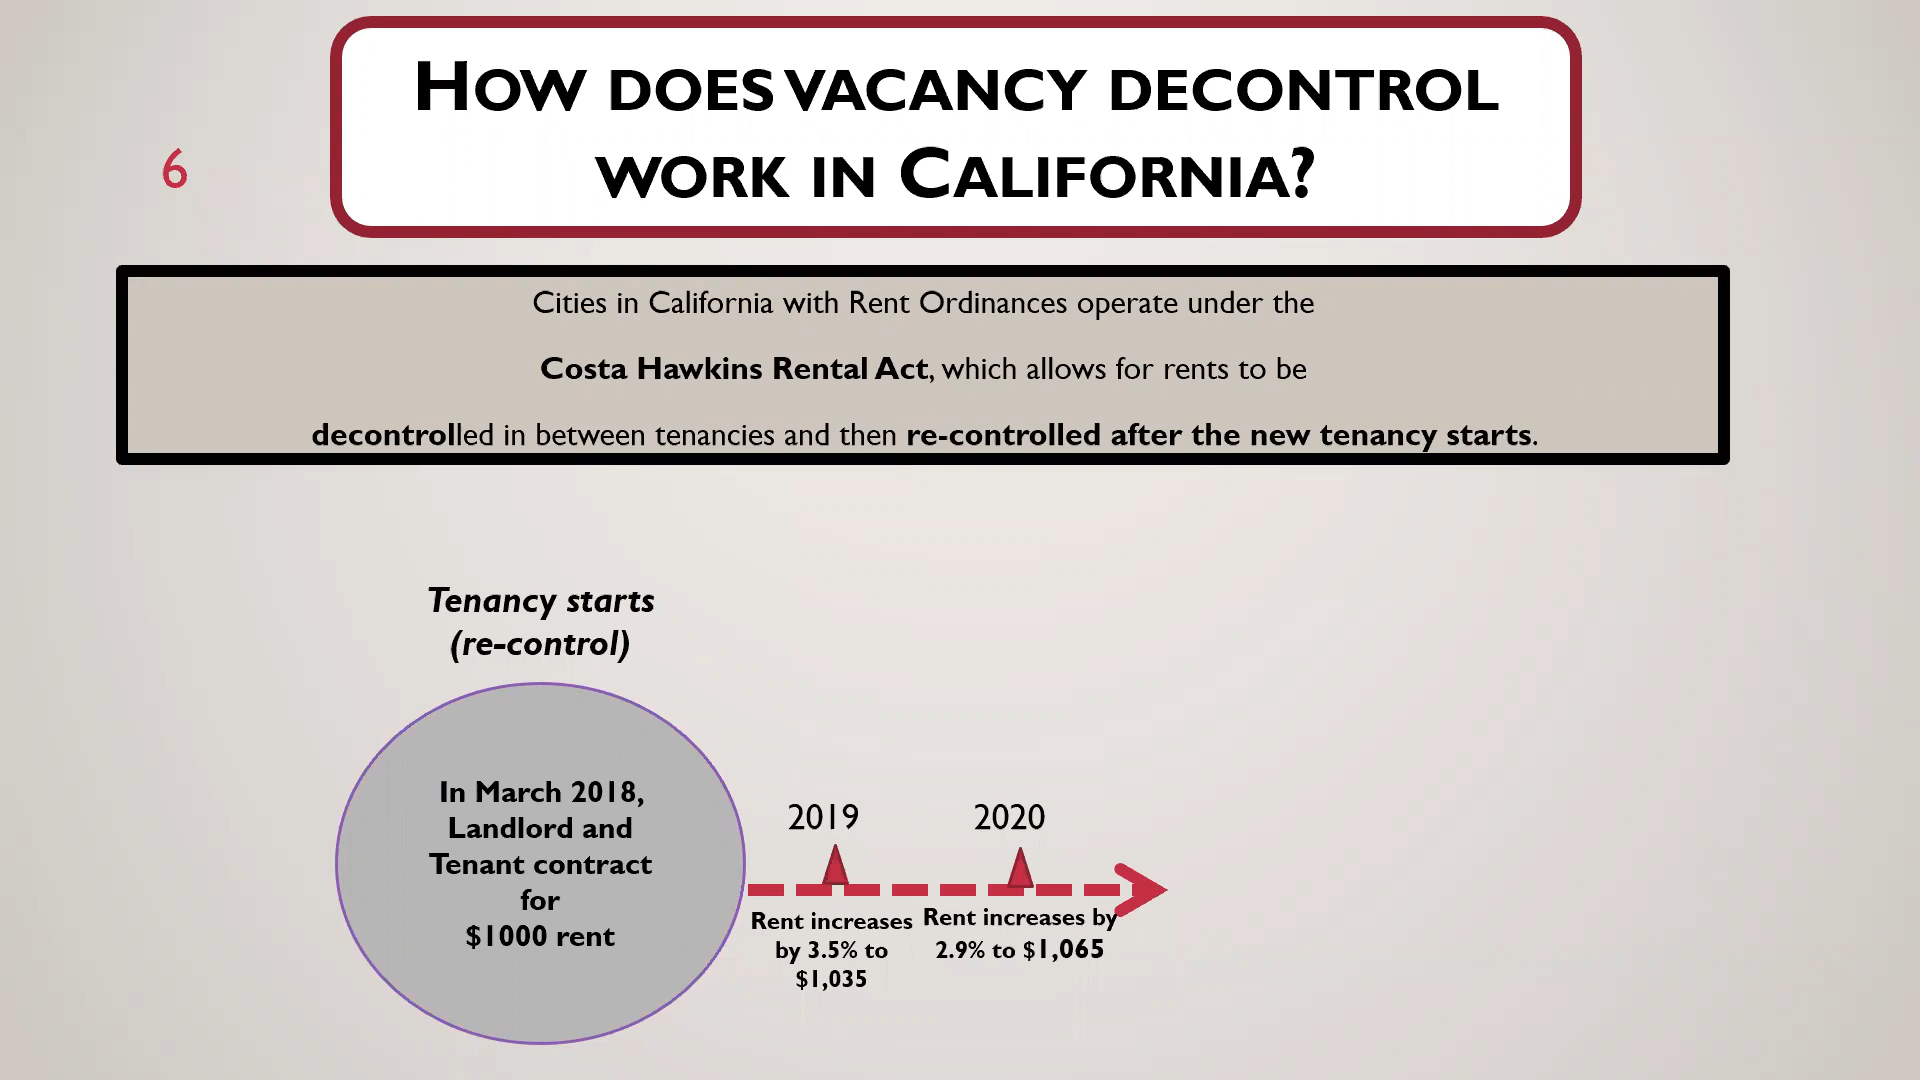 How does vacancy decontrol
work in California?
6
Cities in California with Rent Ordinances operate under the
Costa Hawkins Rental Act, which allows for rents to be
decontrolled in between tenancies and then re-controlled after the new tenancy starts.
Tenancy starts
(re-control)
In March 2018,
Landlord and
Tenant contract
for
$1000 rent
2019
Rent increases
by 3.5% to
$1,035
2020
Rent increases by
2.9% to $1,065